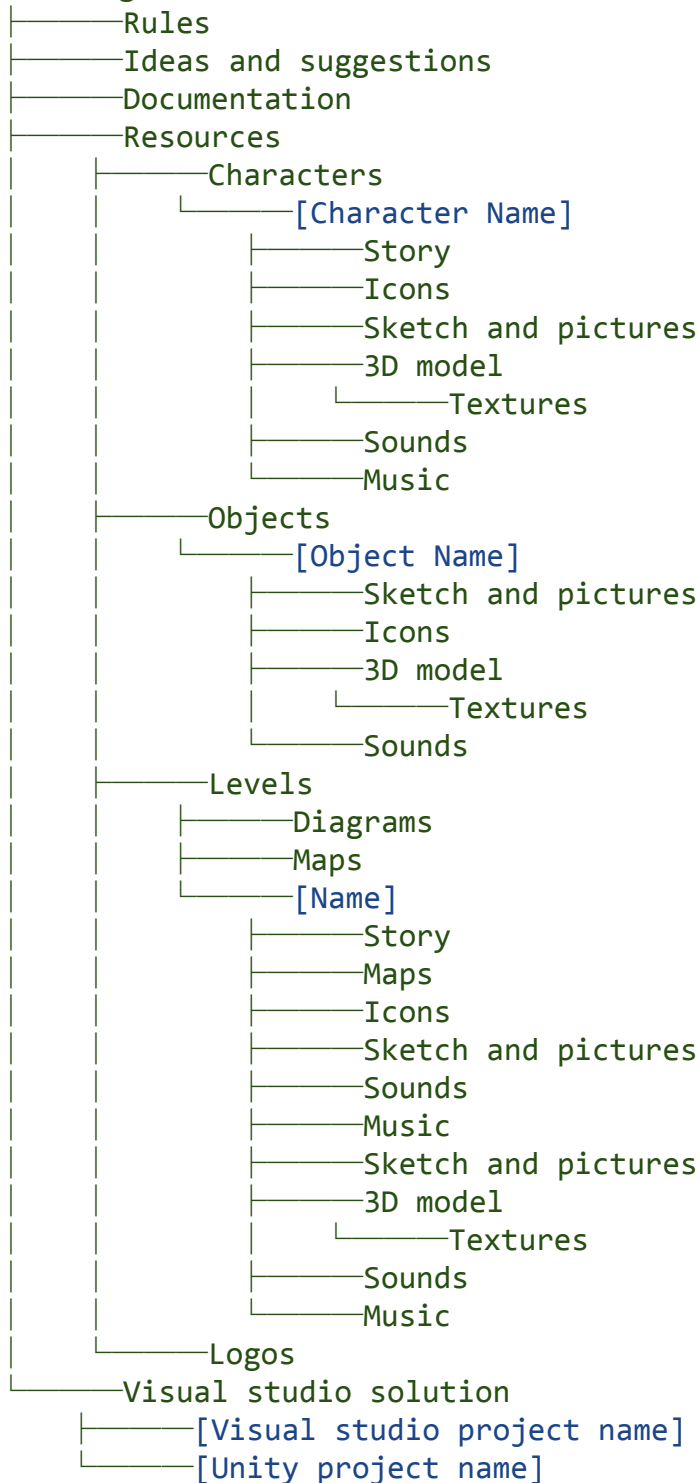 Rules
Ideas and suggestions
Documentation
Resources
Characters
[Character Name]
Story
Icons
Sketch and pictures
3D model
Textures
Sounds
Music
Objects
[Object Name]
Sketch and pictures
Icons
3D model
Textures
Sounds
Levels
Diagrams
Maps
[Name]
Story
Maps
Icons
Sketch and pictures
Sounds
Music
Sketch and pictures
3D model
Textures
Sounds
Music
Logos
Visual studio solution
[Visual studio project name]
[Unity project name]